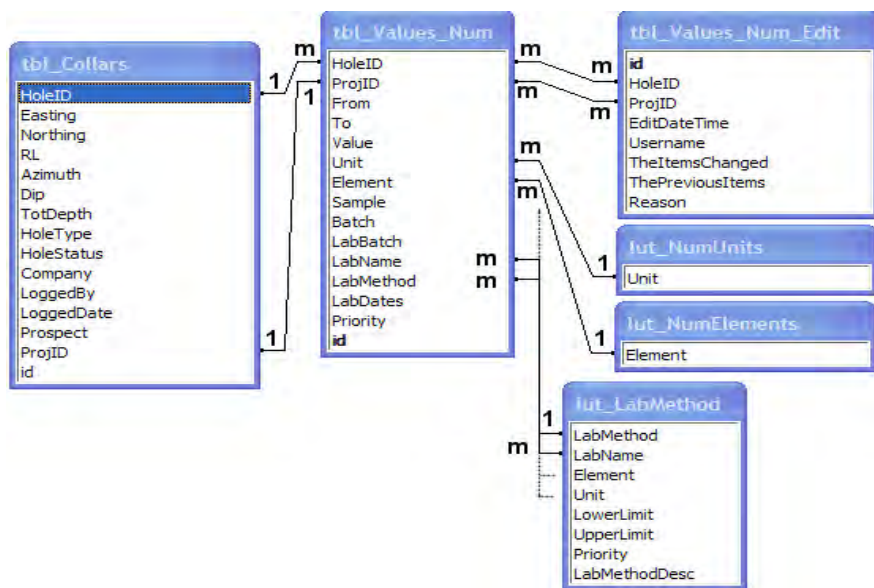 tbl_Collars
HoleID
Easting
Northing
RL
Azimuth
Dip
TotDepth
HoleType
HoleStatus
Company
LoggedBy
LoggedDate
Prospect
ProjID
id
1
1
m
1
tbl_Values_Num
HoleID
ProjID
From
To
Value
Unit
Element
Sample
Batch
LabBatch
LabName
LabMethod
LabDates
Priority
id
m
m
m
m
m
m
m
m
tbl_Values_Num_Edit
id
HoleID
ProjID
EditDateTime
Username
TheItemsChanged
ThePreviousItems
Reason
1
lut_NumUnits
Unit
1
lut_NumElements
Element
1
m
lut_LabMethod
LabMethod
LabName
Element
Unit
LowerLimit
UpperLimit
Priority
LabMethodDesc